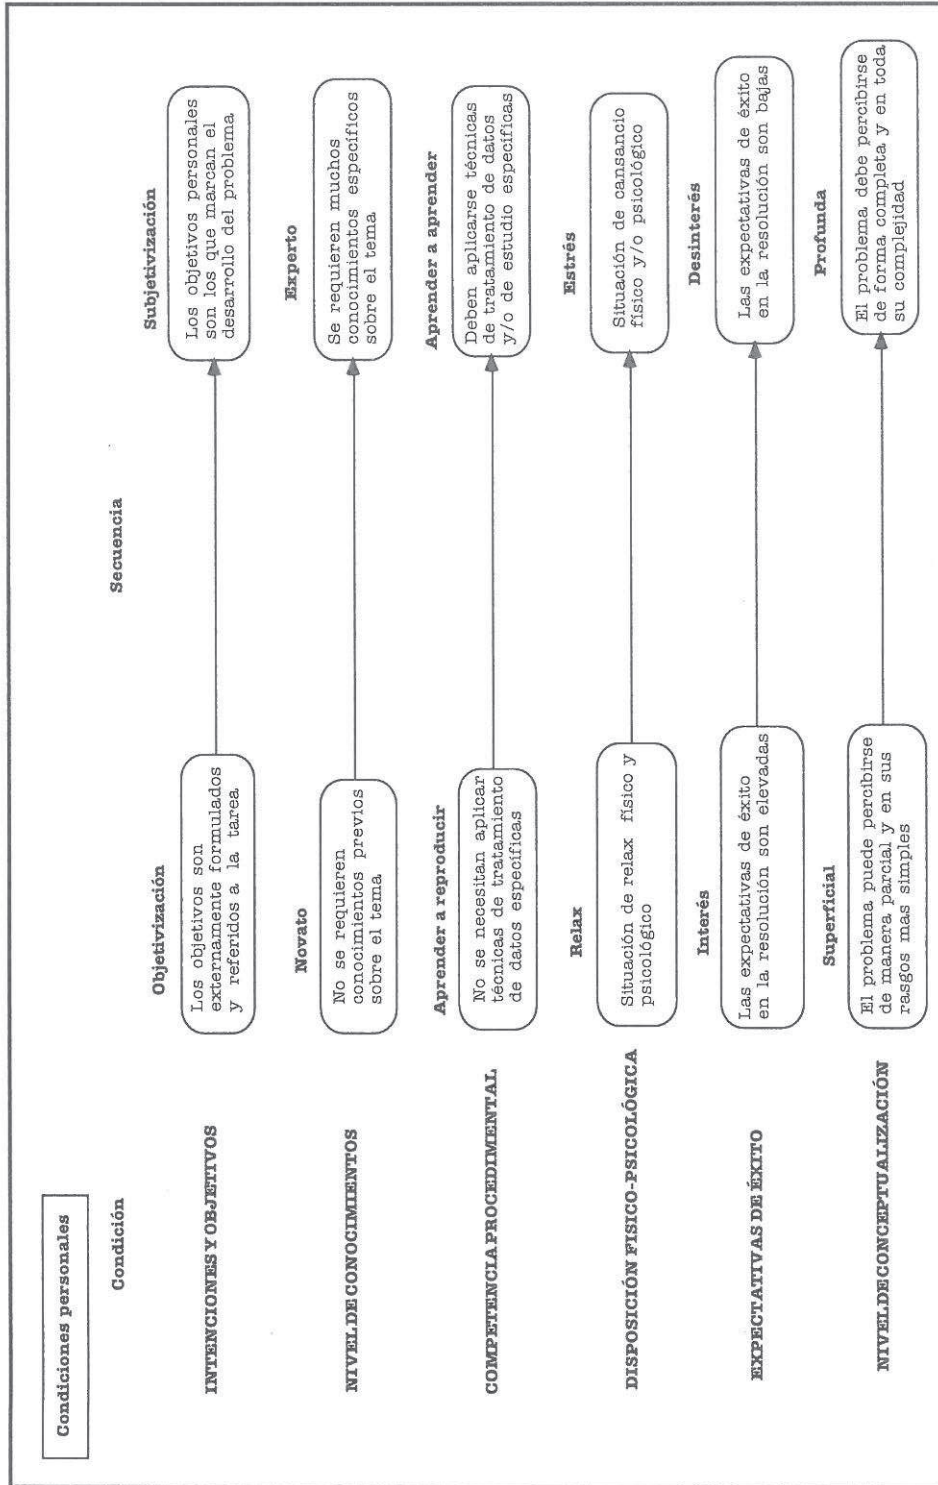 Condiciones personales
Condición
Secuencia
INTENCIONES Y OBJETIVOS
Objetivización
Los objetivos son
externamente formulados
y referidos a la tarea
Subjetivización
Los objetivos personales
son los que marcan el
desarrollo del problema
NIVEL DE CONOCIMIENTOS
Novato
No se requieren
conocimientos previos
sobre el tema
Experto
Se requieren muchos
conocimientos específicos
sobre el tema
COMPETENCIA PROCEDIMENTAL
Aprender a reproducir
No se necesitan aplicar
técnicas de tratamiento
de datos específicas
Aprender a aprender
Deben aplicarse técnicas
de tratamiento de datos
y/o de estudio específicas
DISPOSICIÓN FISICO-PSICOLÓGICA
Relax
Situación de relax físico y
psicológico
Estrés
Situación de cansancio
físico y/o psicológico
EXPECTATIVAS DE ÉXITO
Interés
Las expectativas de éxito
en la resolución son elevadas
Desinterés
Las expectativas de éxito
en la resolución son bajas
NIVEL DE CONCEPTUALIZACIÓN
Superficial
El problema puede percibirse
de manera parcial y en sus
rasgos mas simples
Profunda
El problema debe percibirse
de forma completa y en toda
su complejidad